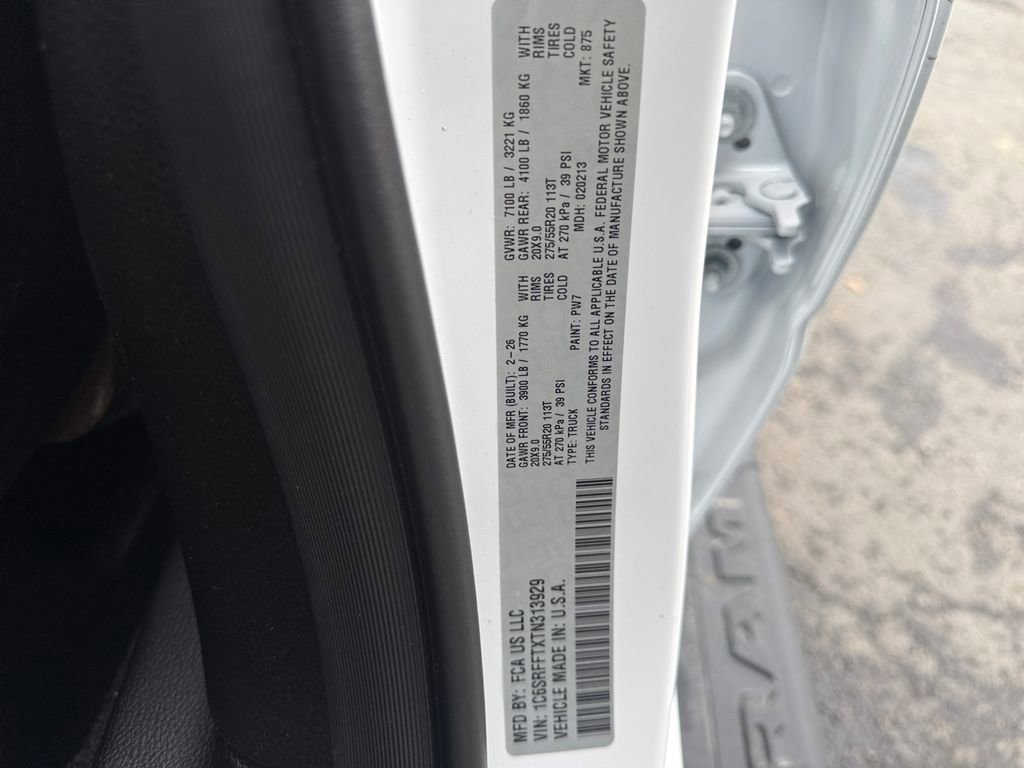 MFD BY: FCA US LLC
VIN: 1C6SRFFTXTN313929
VEHICLE MADE IN: U.S.A.
DATE OF MFR (BUILT): 2-26
GAWR FRONT: 3900 LB / 1770 KG WITH
20X9.0 RIMS
275/55R20 113T TIRES
AT 270 kPa / 39 PSI COLD
TYPE: TRUCK PAINT: PW7
GVWR: 7100 LB / 3221 KG
GAWR REAR: 4100 LB / 1860 KG WITH
20X9.0 RIMS
275/55R20 113T TIRES
AT 270 kPa / 39 PSI COLD
MDH: 020213 MKT: 875
THIS VEHICLE CONFORMS TO ALL APPLICABLE U.S.A. FEDERAL MOTOR VEHICLE SAFETY
STANDARDS IN EFFECT ON THE DATE OF MANUFACTURE SHOWN ABOVE.
RAM